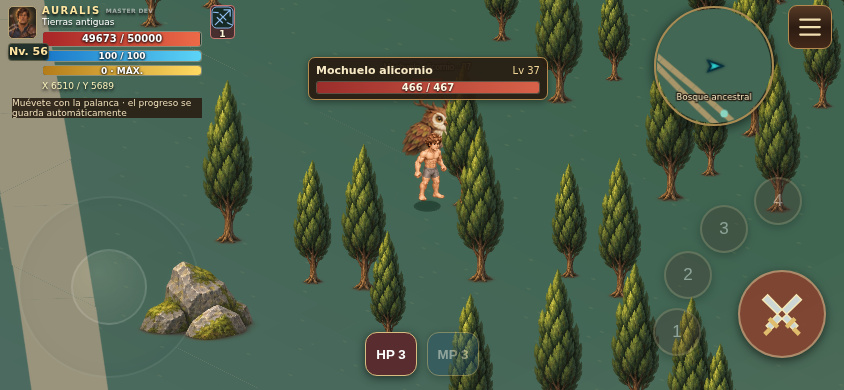 AURALIS MASTER DEV
Tierras antiguas
49673 / 50000
1
Nv. 56
100 / 100
0 · MÁX.
X 6510 / Y 5689
Muévete con la palanca · el progreso se
guarda automáticamente
Mochuelo alicornio Lv 37
466 / 467
Bosque ancestral
4
3
2
1
HP 3
MP 3